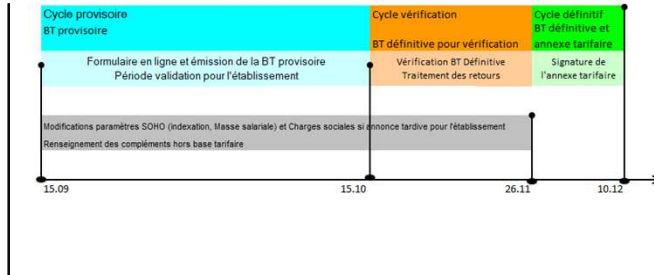 Cycle provisoire
BT provisoire
Cycle vérification
BT définitive pour vérification
Cycle définitif
BT définitive et
annexe tarifaire
Formulaire en ligne et émission de la BT provisoire
Période validation pour l'établissement
Vérification BT Définitive
Traitement des retours
Signature de
l'annexe tarifaire
Modifications paramètres SOHO (indexation, Masse salariale) et Charges sociales si annonce tardive pour l'établissement
Renseignement des compléments hors base tarifaire
15.09
15.10
26.11
10.12